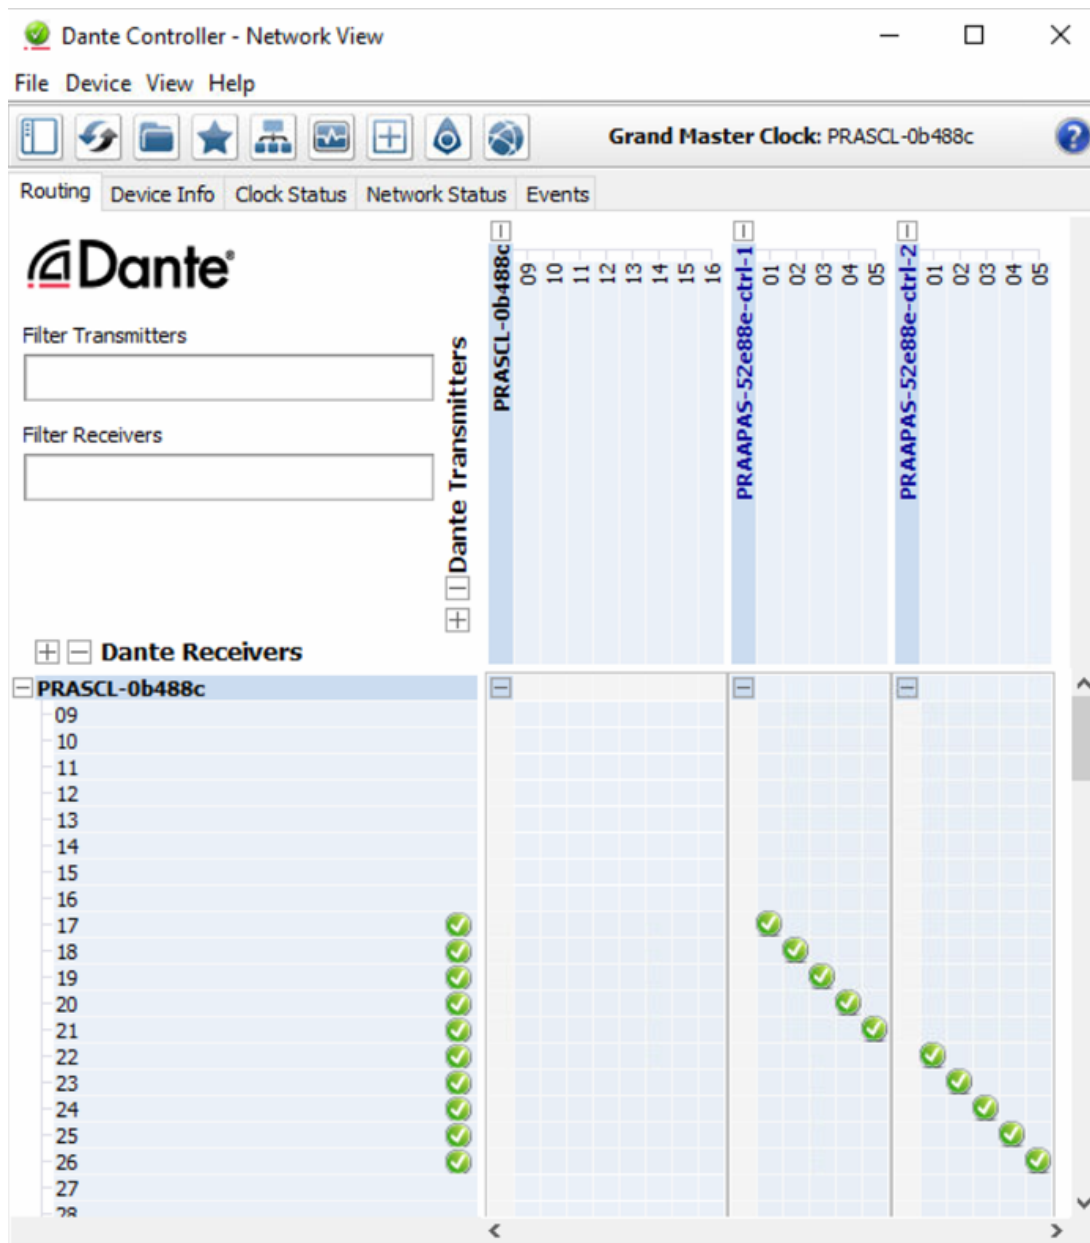 Dante Controller - Network View
File Device View Help
Grand Master Clock: PRASCL-0b488c
Routing Device Info Clock Status Network Status Events
Dante
Filter Transmitters
Filter Receivers
Dante Transmitters
PRASCL-0b488c
09 10 11 12 13 14 15 16
PRAAPAS-52e88e-ctrl-1
01 02 03 04 05
PRAAPAS-52e88e-ctrl-2
01 02 03 04 05
Dante Receivers
PRASCL-0b488c
09
10
11
12
13
14
15
16
17
18
19
20
21
22
23
24
25
26
27
28